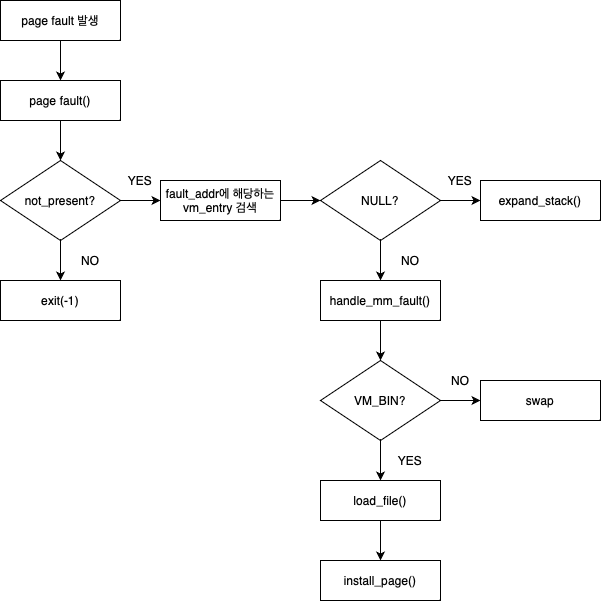 page fault 발생
page fault()
not_present?
YES
fault_addr에 해당하는
vm_entry 검색
NULL?
YES
expand_stack()
NO
exit(-1)
NO
handle_mm_fault()
VM_BIN?
NO
swap
YES
load_file()
install_page()